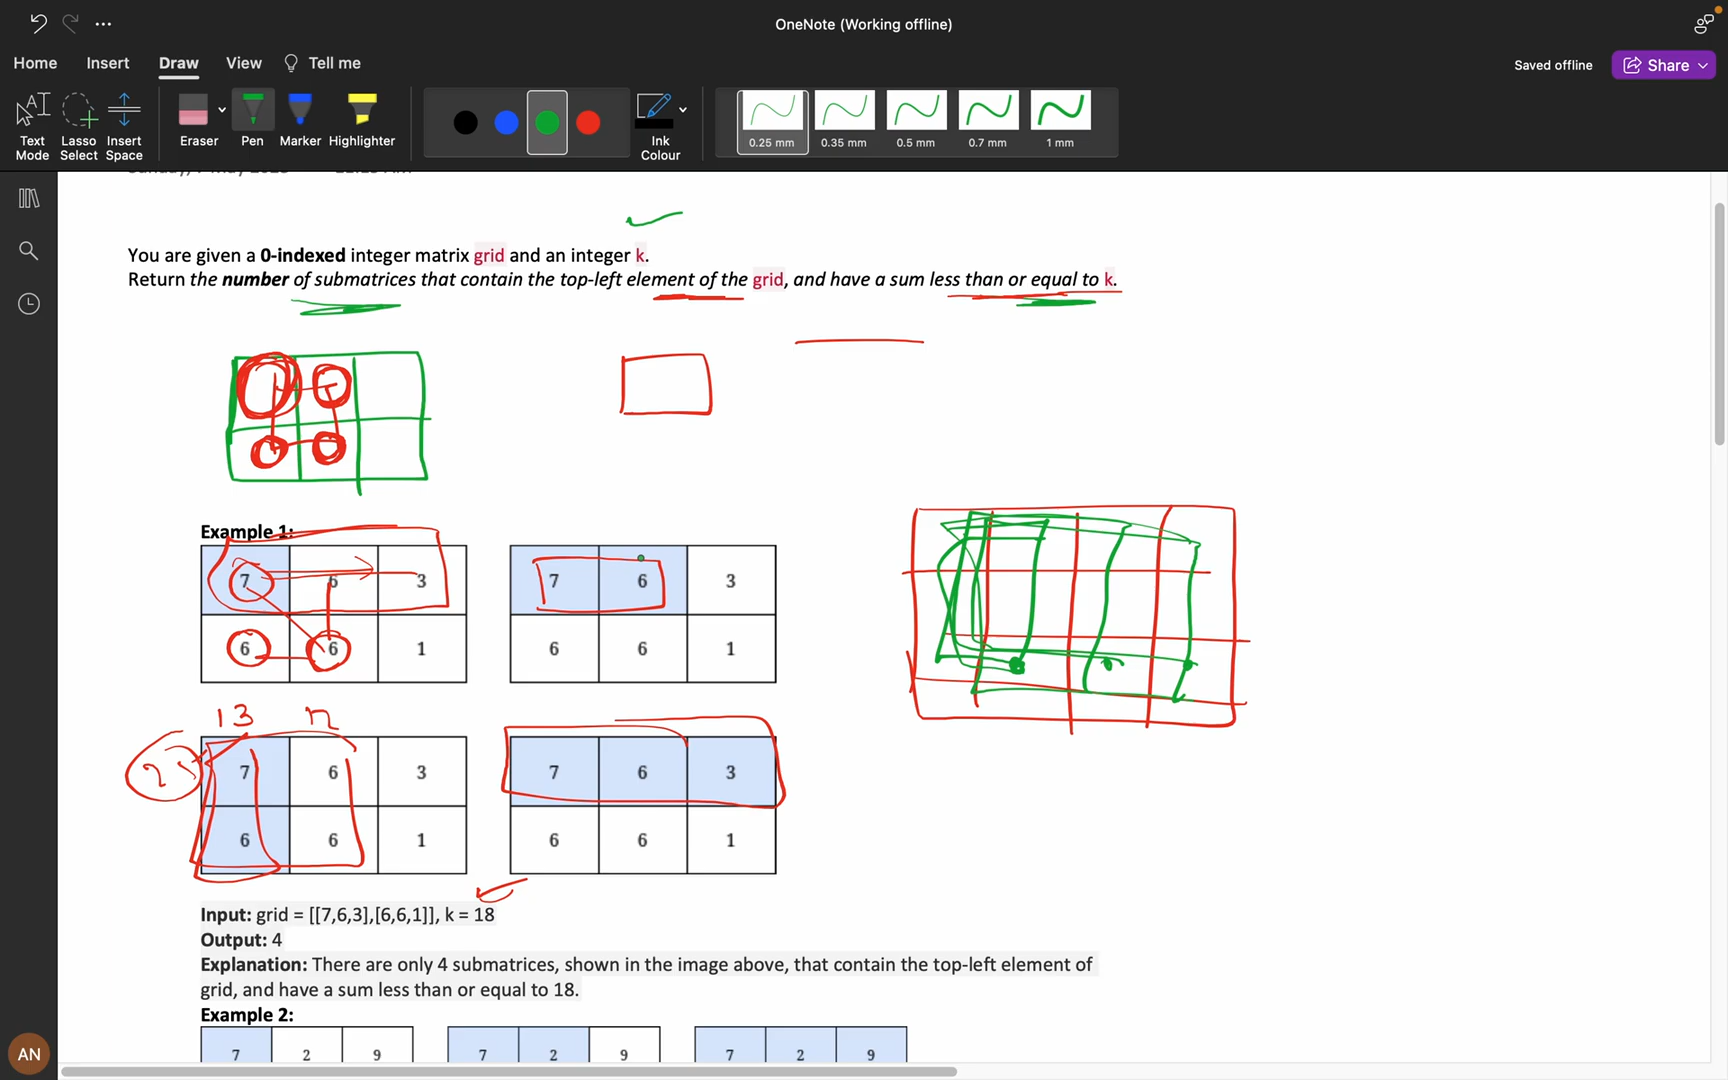 OneNote (Working offline)
Home Insert Draw View Tell me
Saved offline
Share
Text Mode
Lasso Select
Insert Space
Eraser
Pen
Marker
Highlighter
Ink Colour
0.25 mm
0.35 mm
0.5 mm
0.7 mm
1 mm
You are given a 0-indexed integer matrix grid and an integer k.
Return the number of submatrices that contain the top-left element of the grid, and have a sum less than or equal to k.
Example 1:
7 6 3
6 6 1
7 6 3
6 6 1
13 12
25
7 6 3
6 6 1
7 6 3
6 6 1
Input: grid = [[7,6,3],[6,6,1]], k = 18
Output: 4
Explanation: There are only 4 submatrices, shown in the image above, that contain the top-left element of
grid, and have a sum less than or equal to 18.
Example 2:
7 2 9
7 2 9
7 2 9
AN